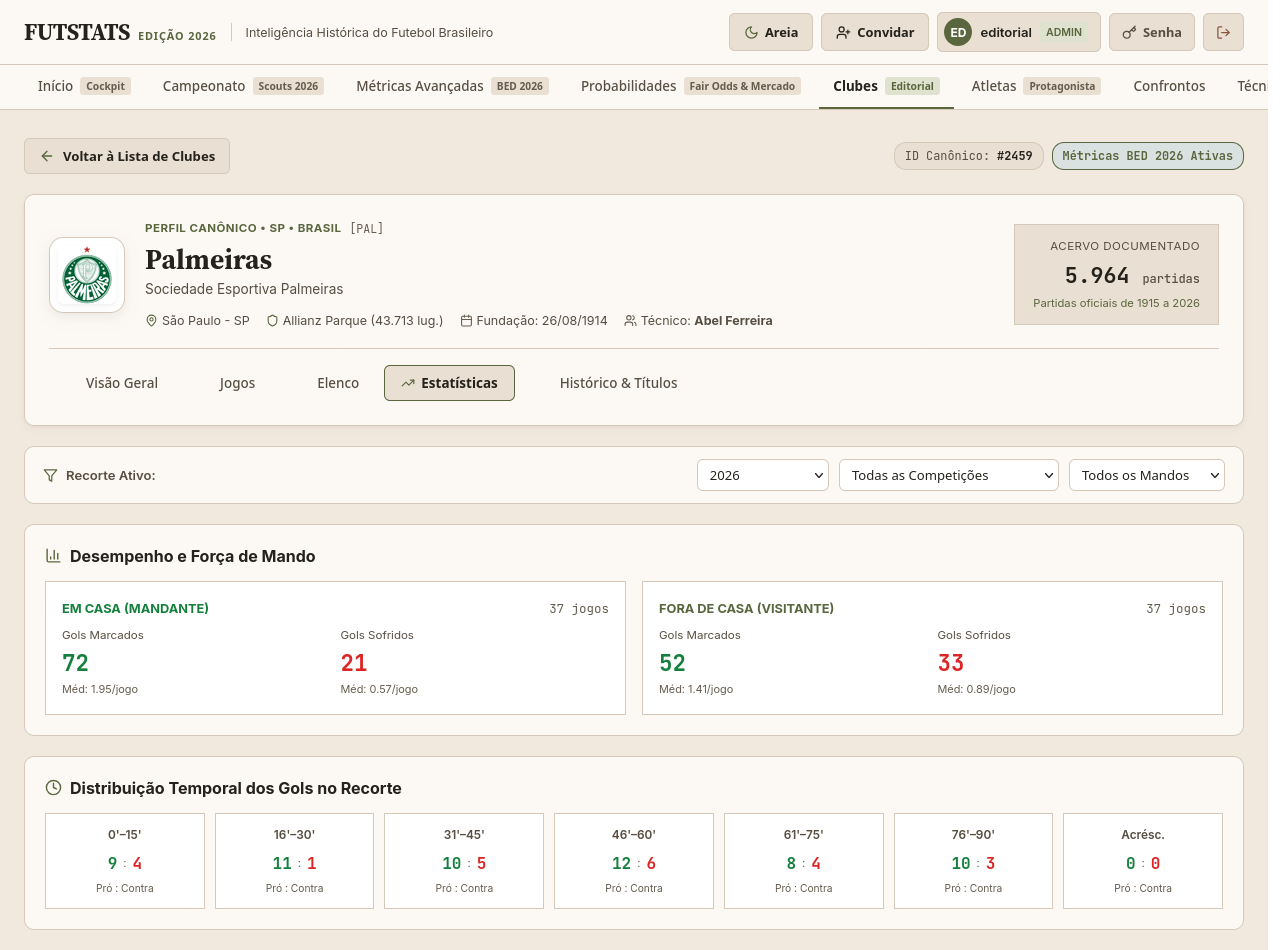 FUTSTATS EDIÇÃO 2026 Inteligência Histórica do Futebol Brasileiro Areia Convidar ED editorial ADMIN Senha
Início Cockpit Campeonato Scouts 2026 Métricas Avançadas BED 2026 Probabilidades Fair Odds & Mercado Clubes Editorial Atletas Protagonista Confrontos Técn
Voltar à Lista de Clubes ID Canônico: #2459 Métricas BED 2026 Ativas
PERFIL CANÔNICO • SP • BRASIL [PAL]
PALMEIRAS
Palmeiras
Sociedade Esportiva Palmeiras
São Paulo - SP Allianz Parque (43.713 lug.) Fundação: 26/08/1914 Técnico: Abel Ferreira
ACERVO DOCUMENTADO
5.964 partidas
Partidas oficiais de 1915 a 2026
Visão Geral Jogos Elenco Estatísticas Histórico & Títulos
Recorte Ativo: 2026 Todas as Competições Todos os Mandos
Desempenho e Força de Mando
EM CASA (MANDANTE) 37 jogos
Gols Marcados Gols Sofridos
72 21
Méd: 1.95/jogo Méd: 0.57/jogo
FORA DE CASA (VISITANTE) 37 jogos
Gols Marcados Gols Sofridos
52 33
Méd: 1.41/jogo Méd: 0.89/jogo
Distribuição Temporal dos Gols no Recorte
0'–15' 16'–30' 31'–45' 46'–60' 61'–75' 76'–90' Acrésc.
9 : 4 11 : 1 10 : 5 12 : 6 8 : 4 10 : 3 0 : 0
Pró : Contra Pró : Contra Pró : Contra Pró : Contra Pró : Contra Pró : Contra Pró : Contra